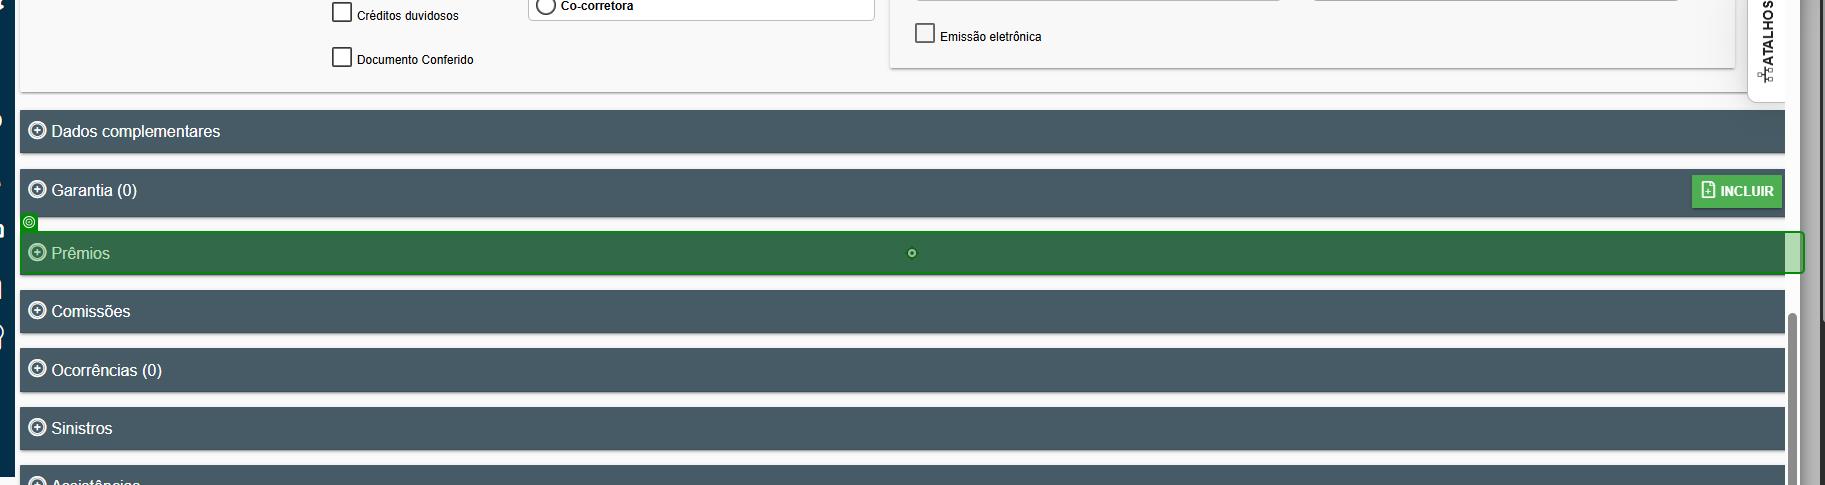 Créditos duvidosos
Co-corretora
Emissão eletrônica
Documento Conferido
ATALHOS
Dados complementares
Garantia (0)
INCLUIR
Prêmios
Comissões
Ocorrências (0)
Sinistros